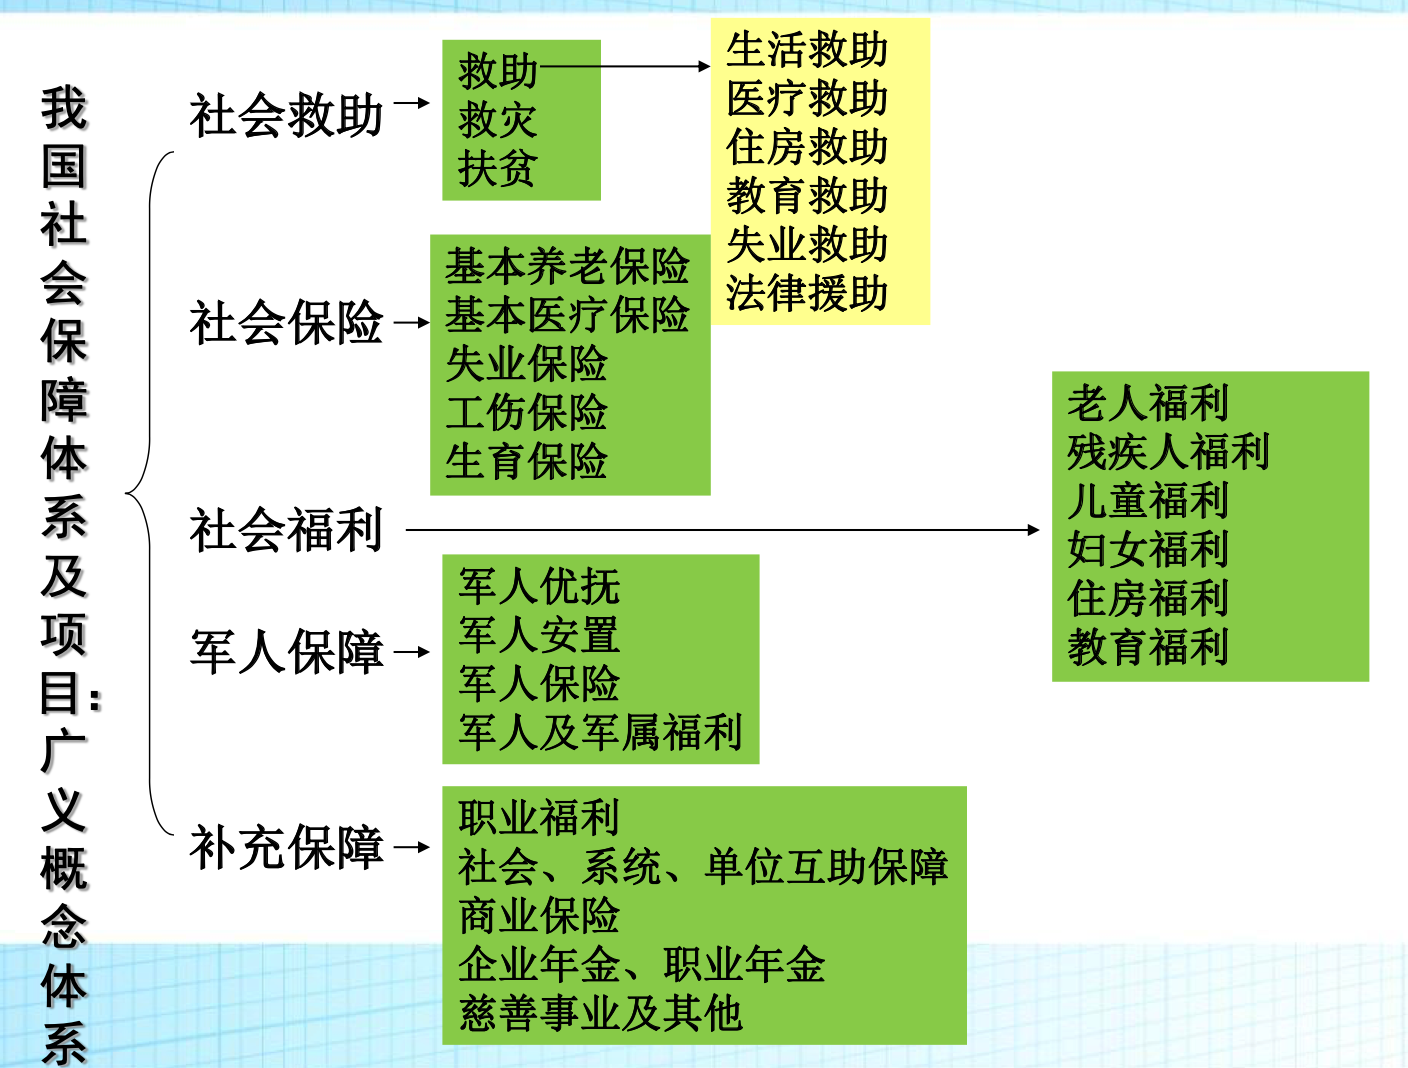 我国社会保障体系及项目：广义概念体系
社会救助
救助
救灾
扶贫
生活救助
医疗救助
住房救助
教育救助
失业救助
法律援助
社会保险
基本养老保险
基本医疗保险
失业保险
工伤保险
生育保险
社会福利
老人福利
残疾人福利
儿童福利
妇女福利
住房福利
教育福利
军人保障
军人优抚
军人安置
军人保险
军人及军属福利
补充保障
职业福利
社会、系统、单位互助保障
商业保险
企业年金、职业年金
慈善事业及其他